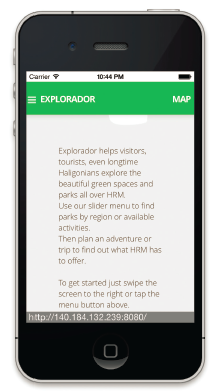 Carrier 10:44 PM
EXPLORADOR MAP
Explorador helps visitors,
tourists, even longtime
Haligonians explore the
beautiful green spaces and
parks all over HRM.
Use our slider menu to find
parks by region or available
activities.
Then plan an adventure or
trip to find out what HRM has
to offer.
To get started just swipe the
screen to the right or tap the
menu button above.
http://140.184.132.239:8080/